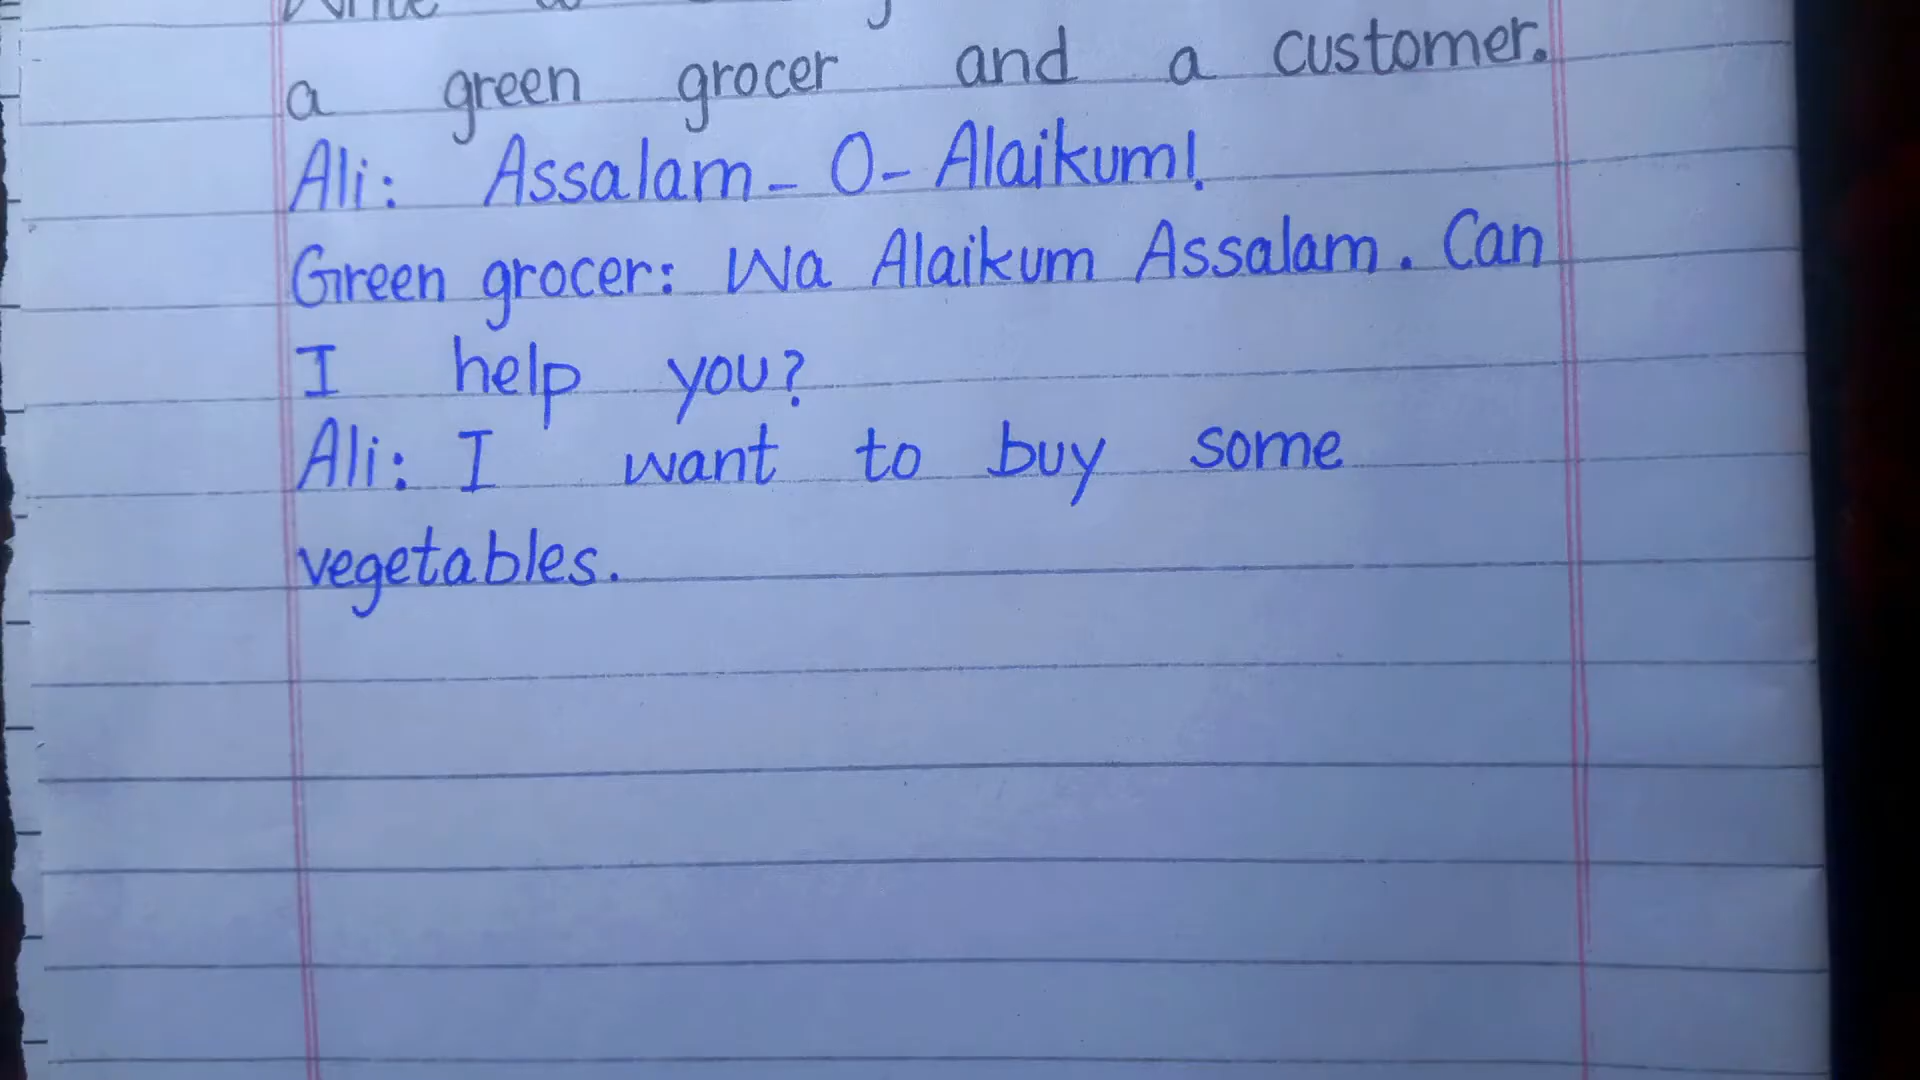 a green grocer and a customer.
Ali: Assalam-O-Alaikum!
Green grocer: Wa Alaikum Assalam. Can
I help you?
Ali: I want to buy some
vegetables.